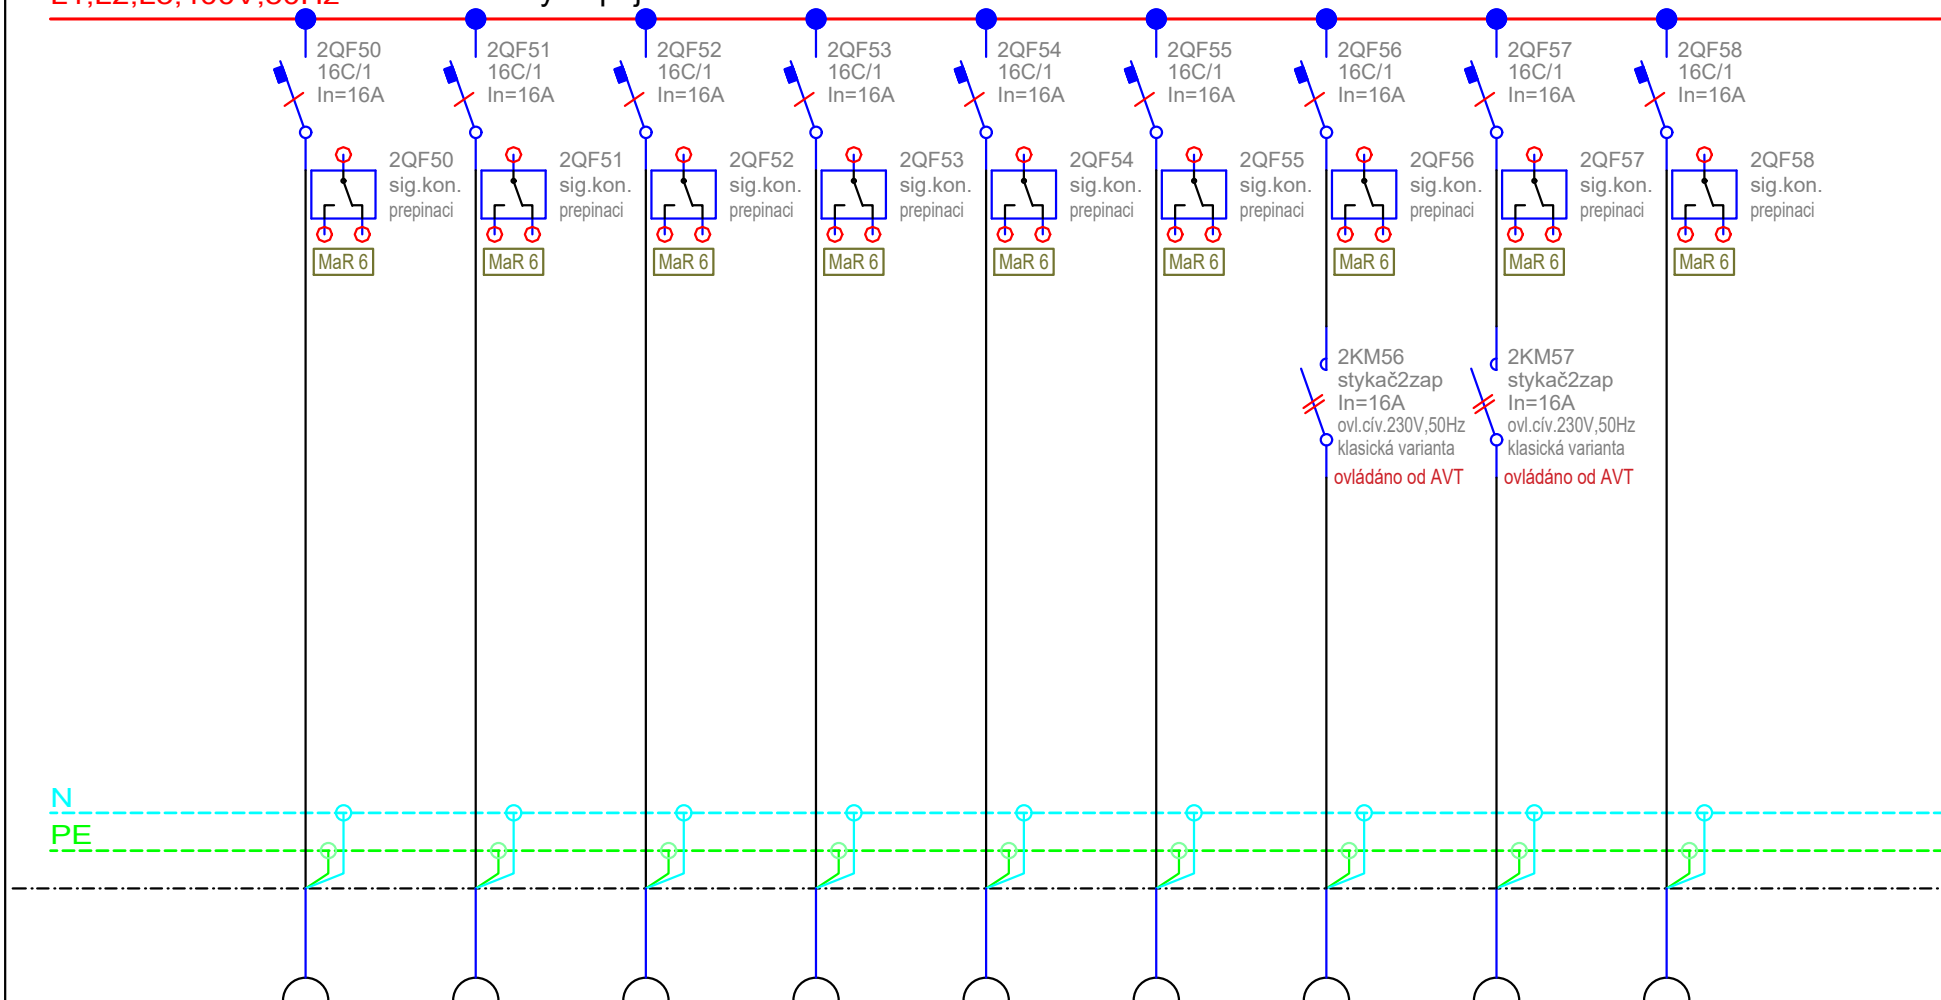 2QF50
16C/1
In=16A
2QF51
16C/1
In=16A
2QF52
16C/1
In=16A
2QF53
16C/1
In=16A
2QF54
16C/1
In=16A
2QF55
16C/1
In=16A
2QF56
16C/1
In=16A
2QF57
16C/1
In=16A
2QF58
16C/1
In=16A
2QF50
sig.kon.
prepinaci
MaR 6
2QF51
sig.kon.
prepinaci
MaR 6
2QF52
sig.kon.
prepinaci
MaR 6
2QF53
sig.kon.
prepinaci
MaR 6
2QF54
sig.kon.
prepinaci
MaR 6
2QF55
sig.kon.
prepinaci
MaR 6
2QF56
sig.kon.
prepinaci
MaR 6
2QF57
sig.kon.
prepinaci
MaR 6
2QF58
sig.kon.
prepinaci
MaR 6
2KM56
stykač2zap
In=16A
ovl.cív.230V,50Hz
klasická varianta
ovládáno od AVT
2KM57
stykač2zap
In=16A
ovl.cív.230V,50Hz
klasická varianta
ovládáno od AVT
N
PE